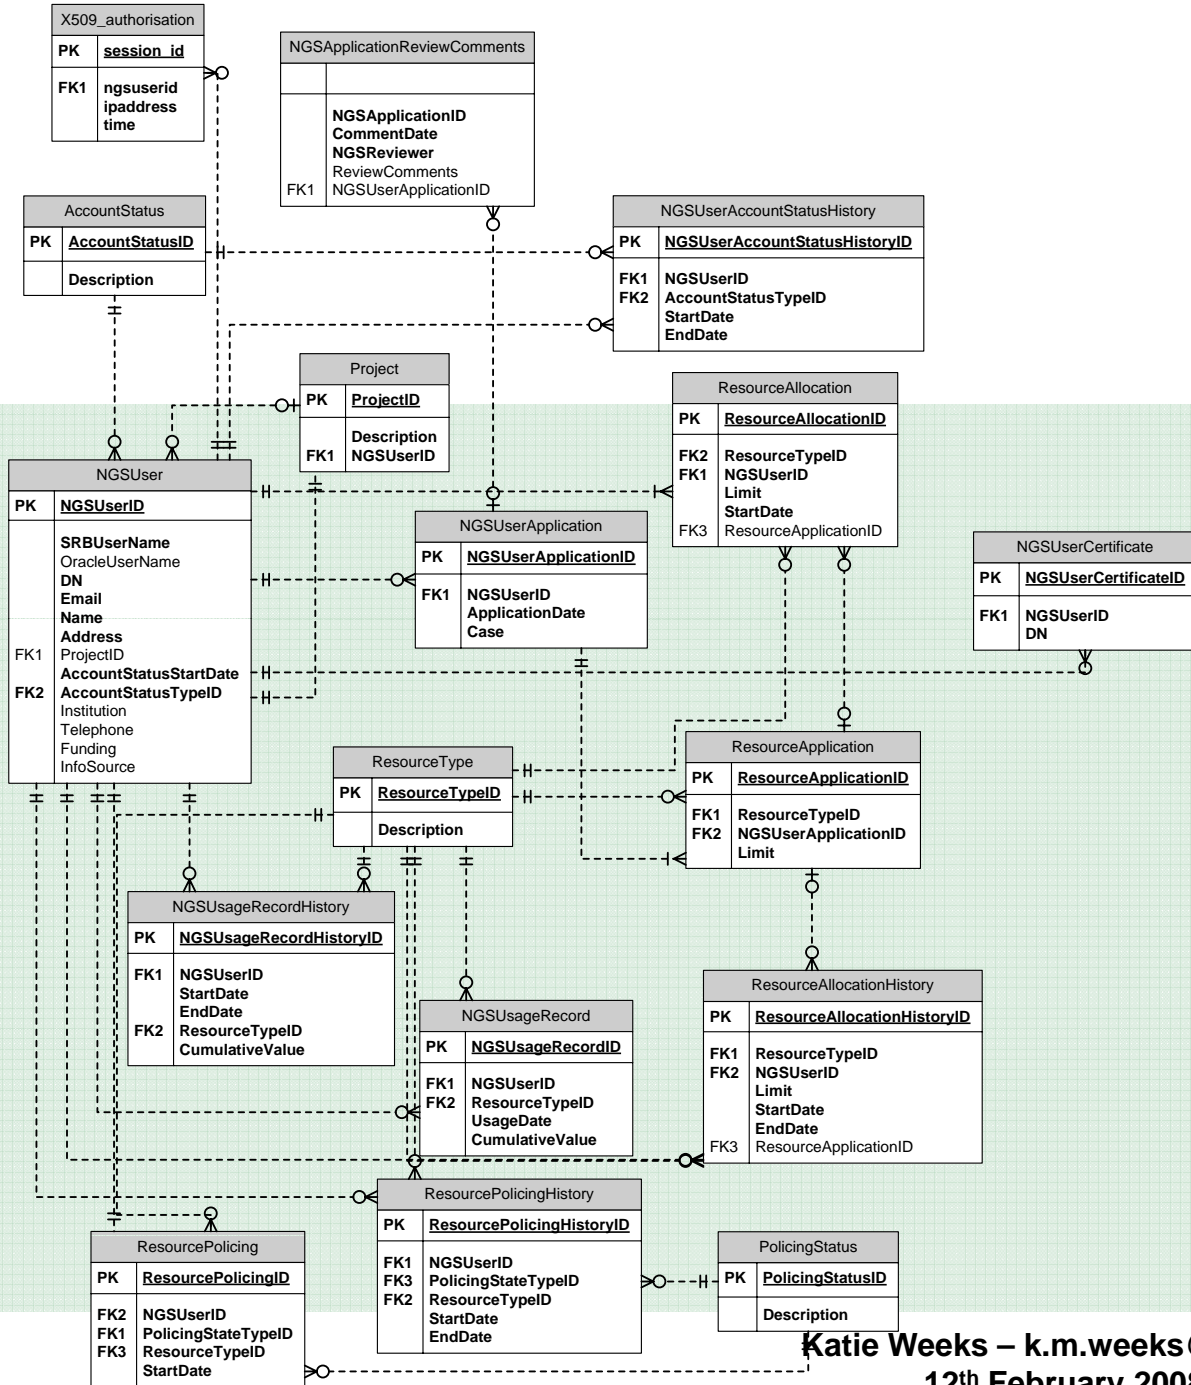 X509_authorisation
PK session_id
FK1 ngsuserid
ipaddress
time
NGSApplicationReviewComments
NGSApplicationID
CommentDate
NGSReviewer
ReviewComments
FK1 NGSUserApplicationID
AccountStatus
PK AccountStatusID
Description
NGSUserAccountStatusHistory
PK NGSUserAccountStatusHistoryID
FK1 NGSUserID
FK2 AccountStatusTypeID
StartDate
EndDate
Project
PK ProjectID
Description
FK1 NGSUserID
ResourceAllocation
PK ResourceAllocationID
FK2 ResourceTypeID
FK1 NGSUserID
Limit
StartDate
FK3 ResourceApplicationID
NGSUser
PK NGSUserID
SRBUserName
OracleUserName
DN
Email
Name
Address
FK1 ProjectID
AccountStatusStartDate
FK2 AccountStatusTypeID
Institution
Telephone
Funding
InfoSource
NGSUserApplication
PK NGSUserApplicationID
FK1 NGSUserID
ApplicationDate
Case
NGSUserCertificate
PK NGSUserCertificateID
FK1 NGSUserID
DN
ResourceType
PK ResourceTypeID
Description
ResourceApplication
PK ResourceApplicationID
FK1 ResourceTypeID
FK2 NGSUserApplicationID
Limit
NGSUsageRecordHistory
PK NGSUsageRecordHistoryID
FK1 NGSUserID
StartDate
EndDate
FK2 ResourceTypeID
CumulativeValue
NGSUsageRecord
PK NGSUsageRecordID
FK1 NGSUserID
FK2 ResourceTypeID
UsageDate
CumulativeValue
ResourceAllocationHistory
PK ResourceAllocationHistoryID
FK1 ResourceTypeID
FK2 NGSUserID
Limit
StartDate
EndDate
FK3 ResourceApplicationID
ResourcePolicingHistory
PK ResourcePolicingHistoryID
FK1 NGSUserID
FK3 PolicingStateTypeID
FK2 ResourceTypeID
StartDate
EndDate
ResourcePolicing
PK ResourcePolicingID
FK2 NGSUserID
FK1 PolicingStateTypeID
FK3 ResourceTypeID
StartDate
PolicingStatus
PK PolicingStatusID
Description
Katie Weeks – k.m.weeks@
12th February 2008